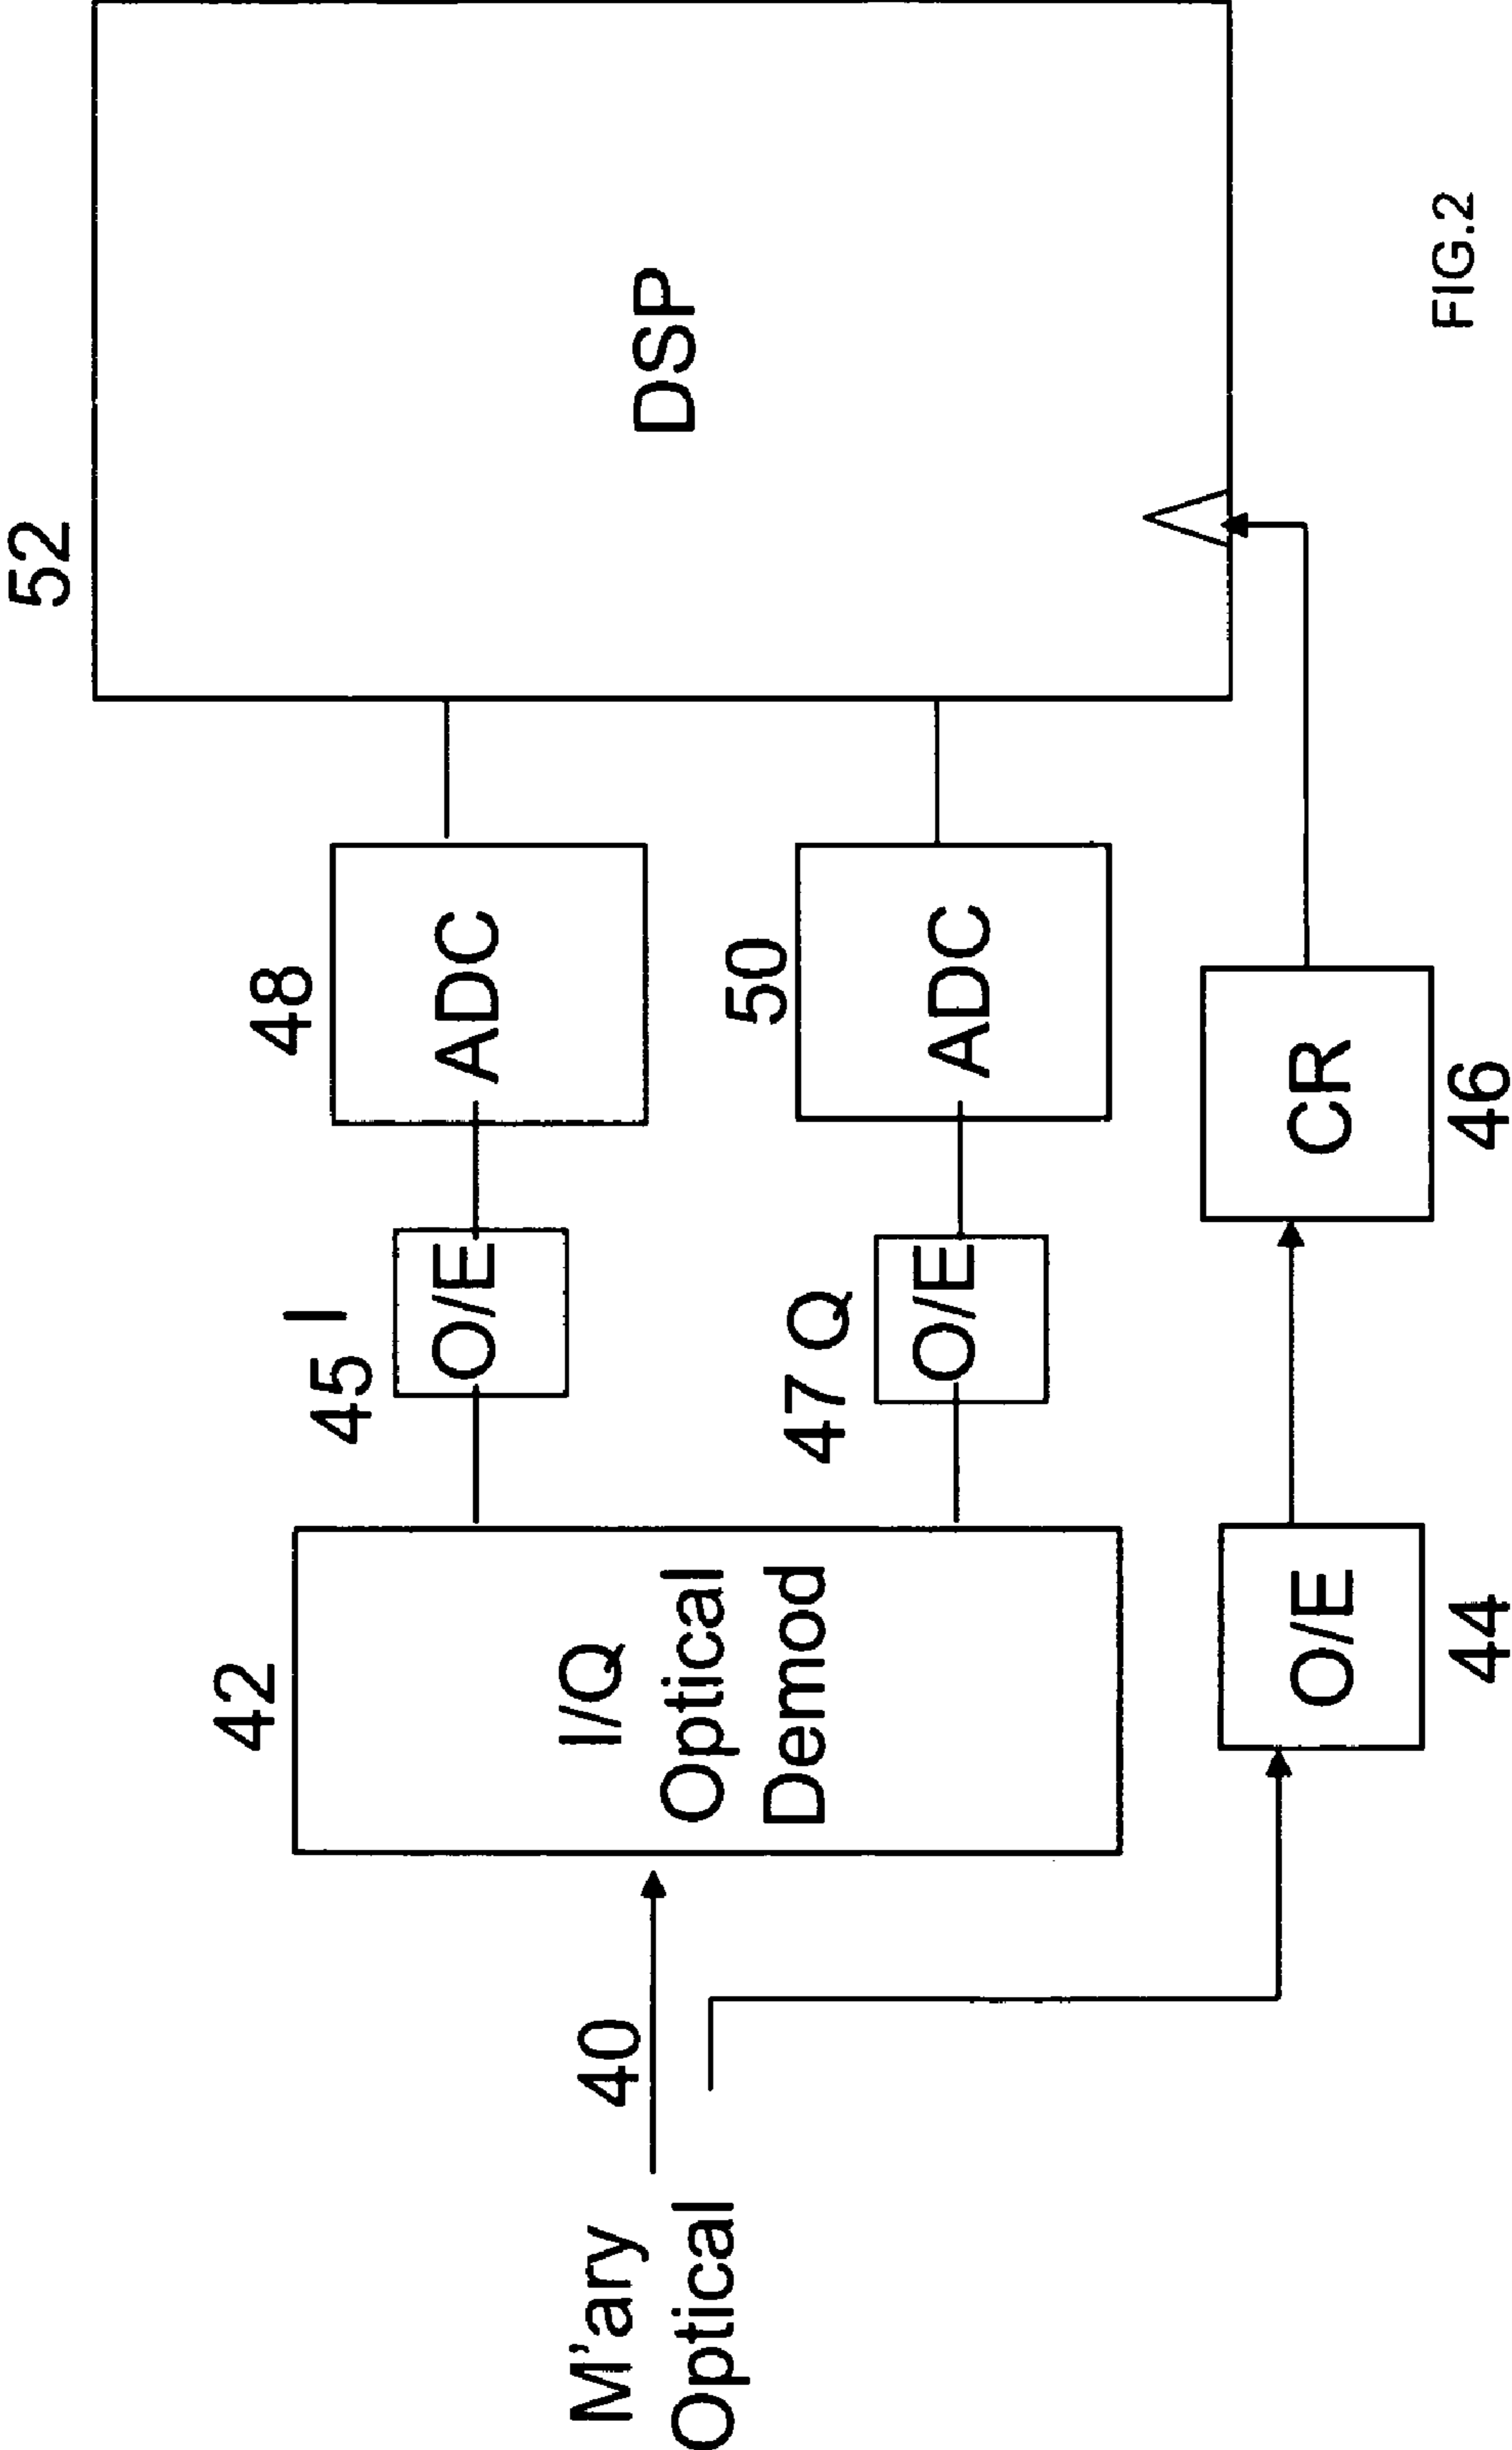 52
DSP
48
ADC
50
ADC
45 I
O/E
47 Q
O/E
42
I/Q
Optical
Demod
40
M'ary
Optical
O/E
44
CR
46
FIG.2